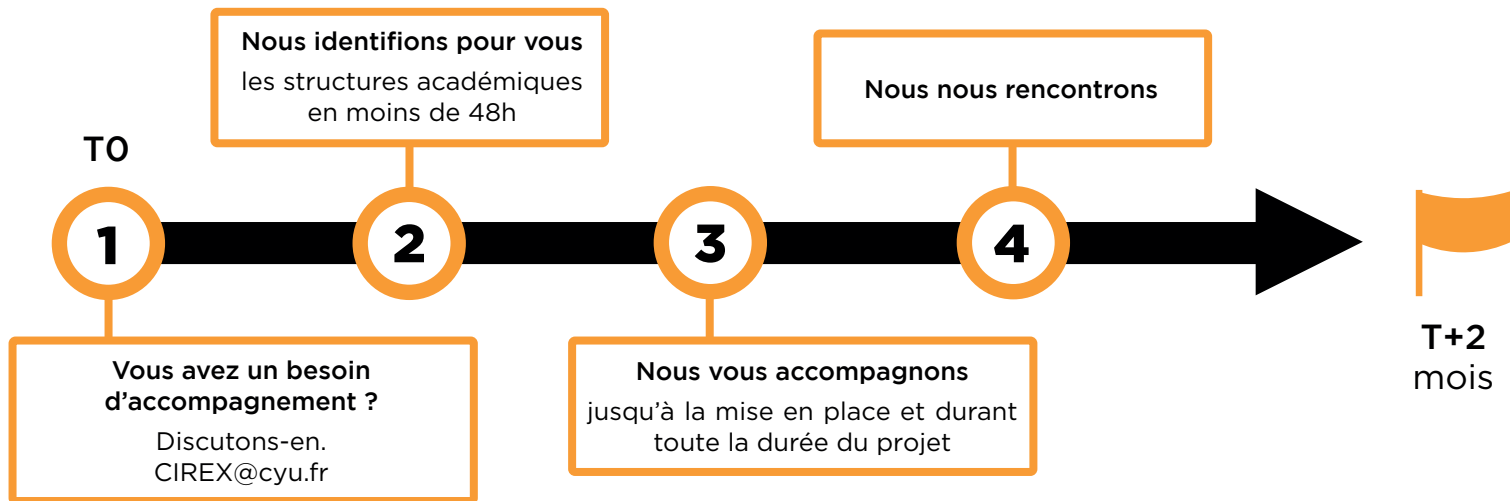 T0
1
Vous avez un besoin
d'accompagnement ?
Discutons-en.
CIREX@cyu.fr
Nous identifions pour vous
les structures académiques
en moins de 48h
2
3
Nous vous accompagnons
jusqu'à la mise en place et durant
toute la durée du projet
Nous nous rencontrons
4
T+2
mois